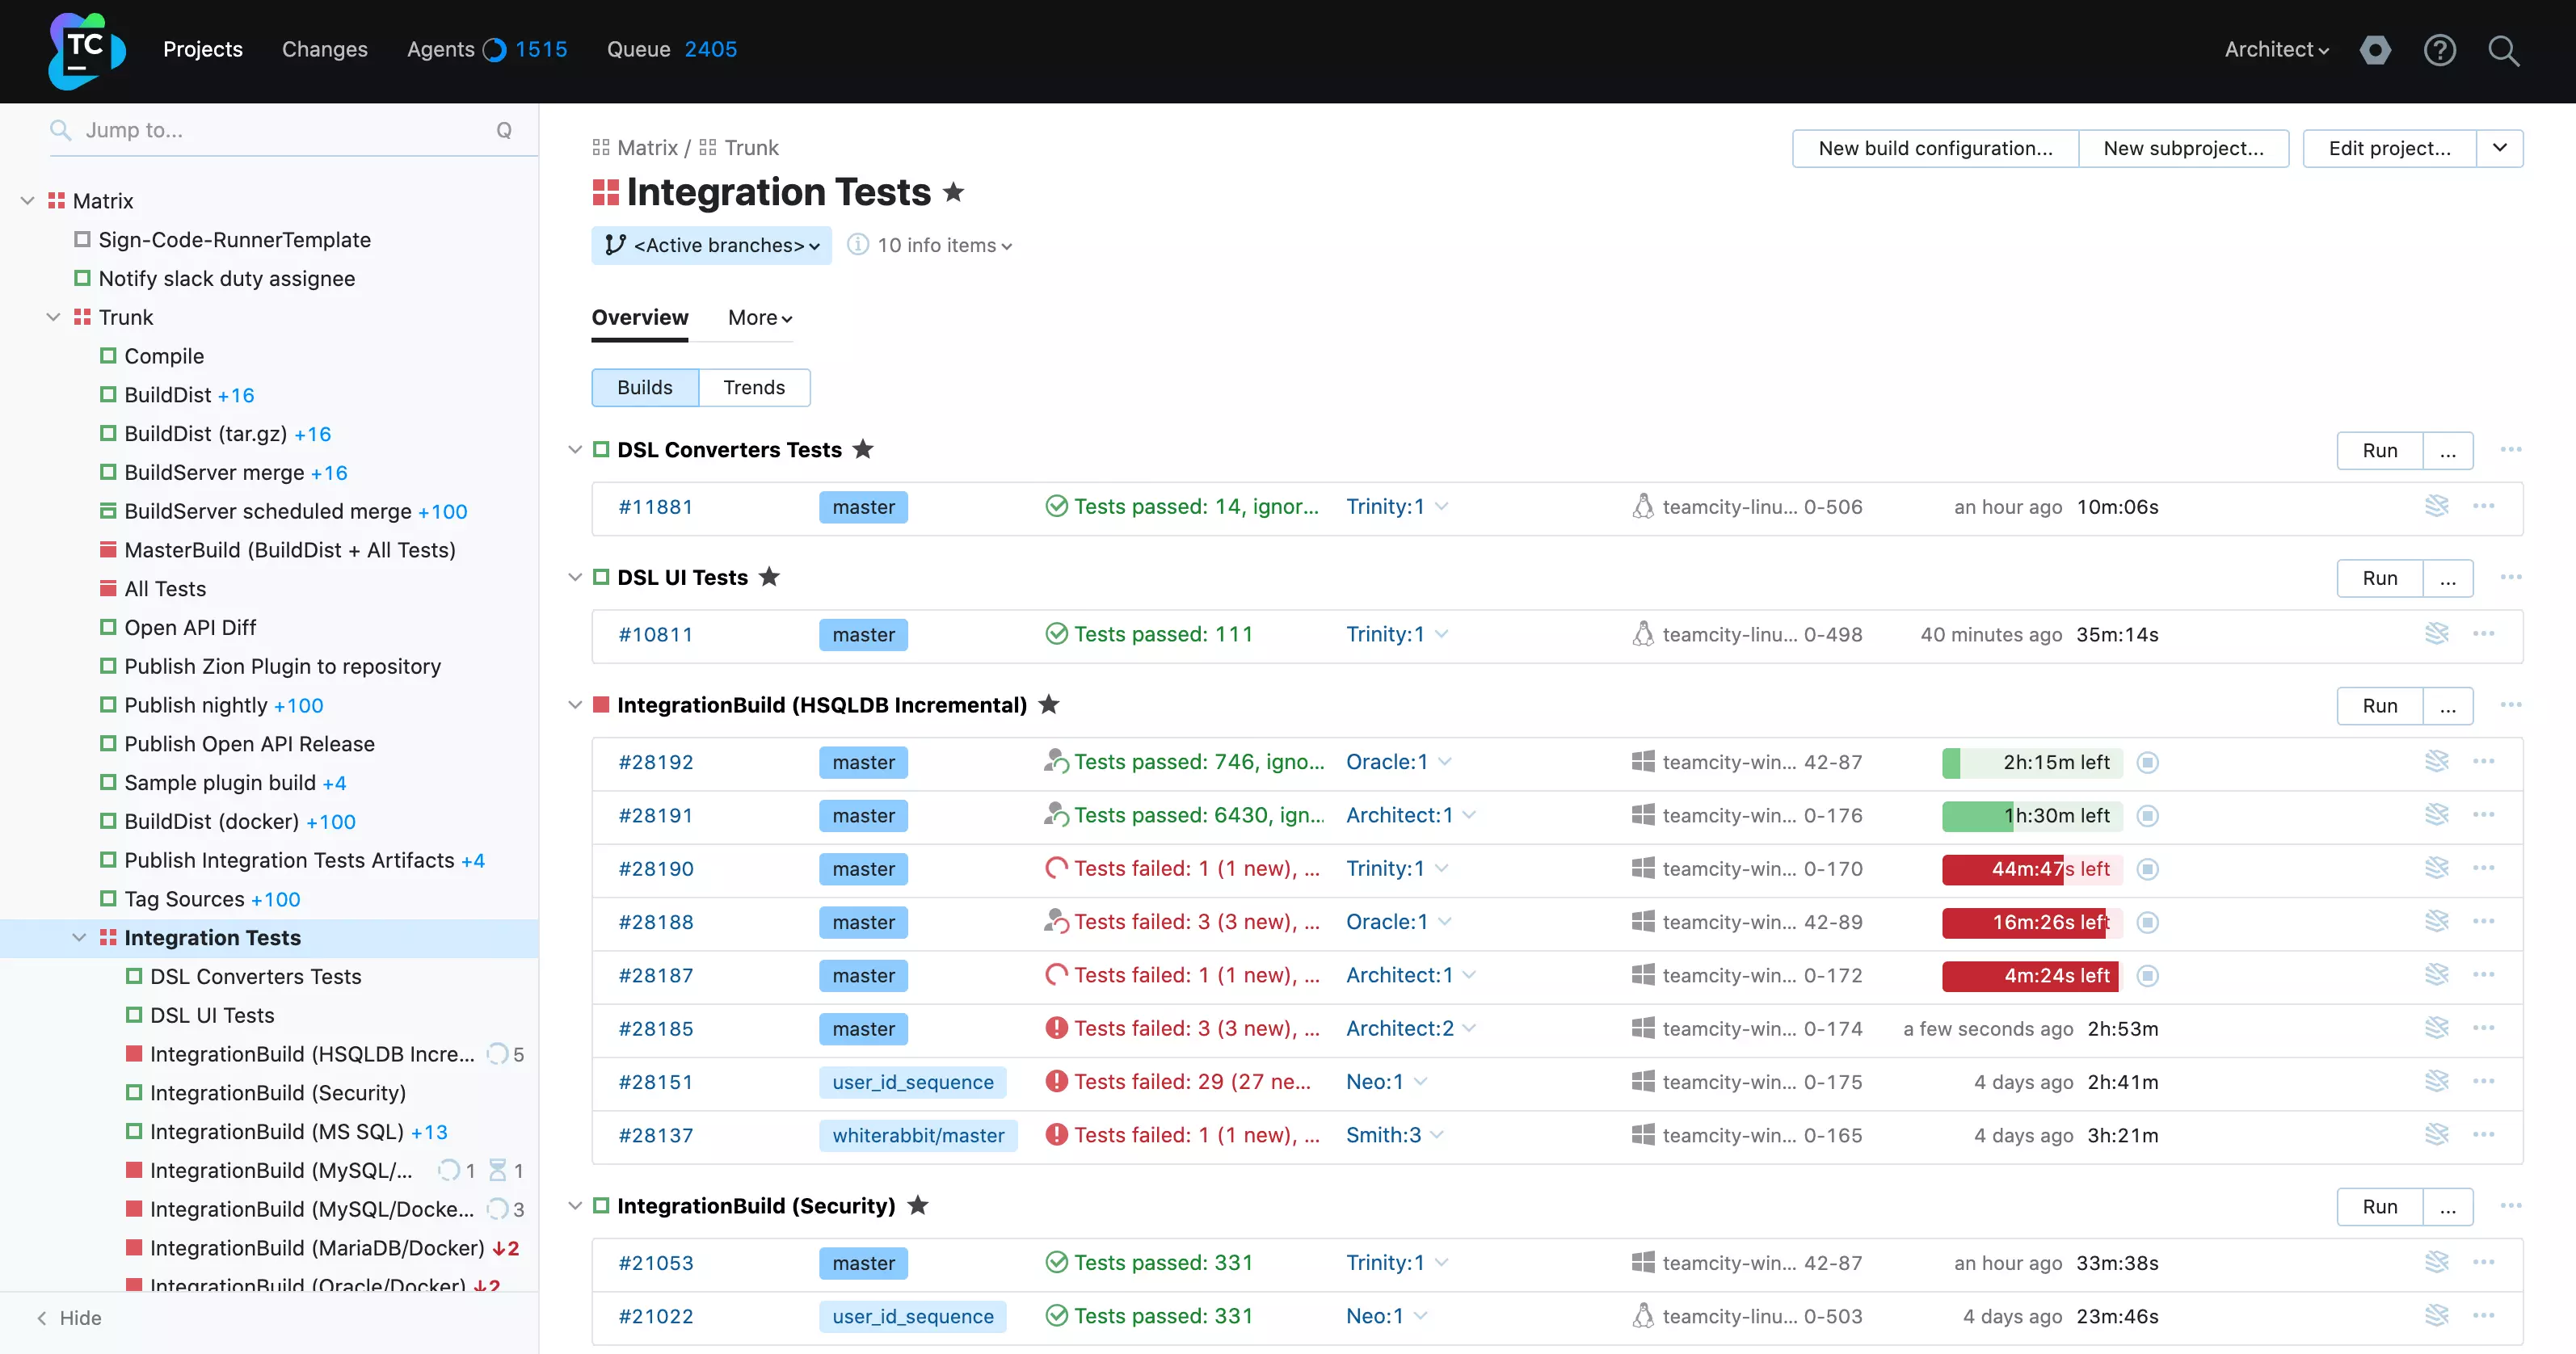 TC
Projects Changes Agents 1515 Queue 2405 Architect
Jump to... Q
Matrix
Sign-Code-RunnerTemplate
Notify slack duty assignee
Trunk
Compile
BuildDist +16
BuildDist (tar.gz) +16
BuildServer merge +16
BuildServer scheduled merge +100
MasterBuild (BuildDist + All Tests)
All Tests
Open API Diff
Publish Zion Plugin to repository
Publish nightly +100
Publish Open API Release
Sample plugin build +4
BuildDist (docker) +100
Publish Integration Tests Artifacts +4
Tag Sources +100
Integration Tests
DSL Converters Tests
DSL UI Tests
IntegrationBuild (HSQLDB Incre... 5
IntegrationBuild (Security)
IntegrationBuild (MS SQL) +13
IntegrationBuild (MySQL/... 1 1
IntegrationBuild (MySQL/Docke... 3
IntegrationBuild (MariaDB/Docker) ↓2
IntegrationBuild (Oracle/Docker) ↓2
Hide
Matrix / Trunk
New build configuration... New subproject... Edit project...
Integration Tests
<Active branches> 10 info items
Overview More
Builds Trends
DSL Converters Tests Run ...
#11881 master Tests passed: 14, ignor... Trinity:1 teamcity-linu... 0-506 an hour ago 10m:06s
DSL UI Tests Run ...
#10811 master Tests passed: 111 Trinity:1 teamcity-linu... 0-498 40 minutes ago 35m:14s
IntegrationBuild (HSQLDB Incremental) Run ...
#28192 master Tests passed: 746, igno... Oracle:1 teamcity-win... 42-87 2h:15m left
#28191 master Tests passed: 6430, ign... Architect:1 teamcity-win... 0-176 1h:30m left
#28190 master Tests failed: 1 (1 new), ... Trinity:1 teamcity-win... 0-170 44m:47s left
#28188 master Tests failed: 3 (3 new), ... Oracle:1 teamcity-win... 42-89 16m:26s left
#28187 master Tests failed: 1 (1 new), ... Architect:1 teamcity-win... 0-172 4m:24s left
#28185 master Tests failed: 3 (3 new), ... Architect:2 teamcity-win... 0-174 a few seconds ago 2h:53m
#28151 user_id_sequence Tests failed: 29 (27 ne... Neo:1 teamcity-win... 0-175 4 days ago 2h:41m
#28137 whiterabbit/master Tests failed: 1 (1 new), ... Smith:3 teamcity-win... 0-165 4 days ago 3h:21m
IntegrationBuild (Security) Run ...
#21053 master Tests passed: 331 Trinity:1 teamcity-win... 42-87 an hour ago 33m:38s
#21022 user_id_sequence Tests passed: 331 Neo:1 teamcity-linu... 0-503 4 days ago 23m:46s